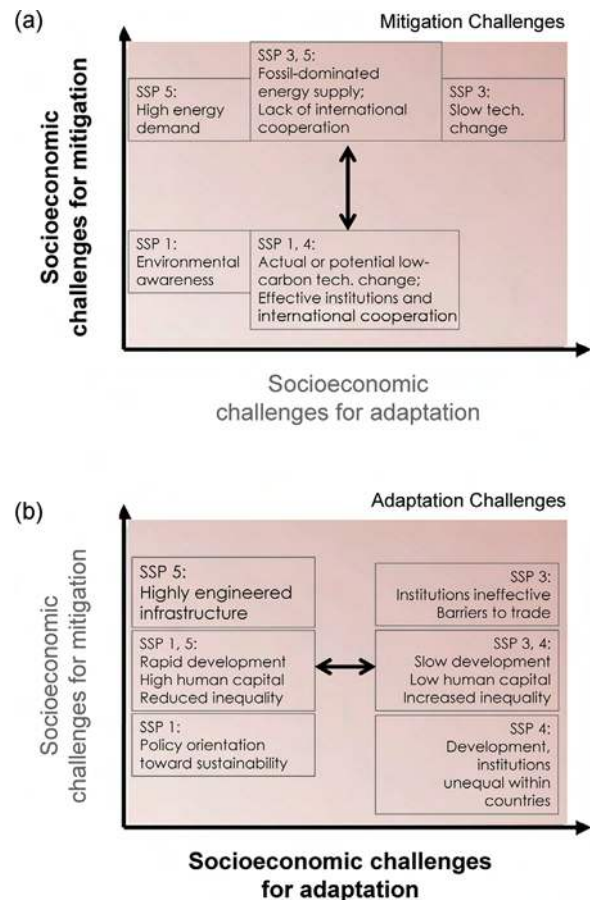 (a)
Mitigation Challenges
Socioeconomic
challenges for mitigation
SSP 5:
High energy
demand
SSP 3, 5:
Fossil-dominated
energy supply;
Lack of international
cooperation
SSP 3:
Slow tech.
change
SSP 1:
Environmental
awareness
SSP 1, 4:
Actual or potential low-
carbon tech. change;
Effective institutions and
international cooperation
Socioeconomic
challenges for adaptation
(b)
Adaptation Challenges
Socioeconomic
challenges for mitigation
SSP 5:
Highly engineered
infrastructure
SSP 1, 5:
Rapid development
High human capital
Reduced inequality
SSP 1:
Policy orientation
toward sustainability
SSP 3:
Institutions ineffective
Barriers to trade
SSP 3, 4:
Slow development
Low human capital
Increased inequality
SSP 4:
Development,
institutions
unequal within
countries
Socioeconomic challenges
for adaptation